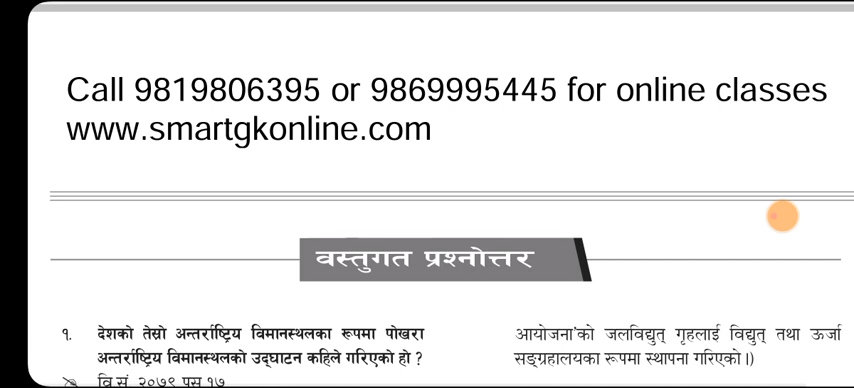 Call 9819806395 or 9869995445 for online classes
www.smartgkonline.com
वस्तुगत प्रश्नोत्तर
१. देशको तेस्रो अन्तर्राष्ट्रिय विमानस्थलका रूपमा पोखरा
अन्तर्राष्ट्रिय विमानस्थलको उद्घाटन कहिले गरिएको हो ?
वि.सं. २०७९ पुस १७
आयोजना'को जलविद्युत् गृहलाई विद्युत् तथा ऊर्जा
सङ्ग्रहालयका रूपमा स्थापना गरिएको।)